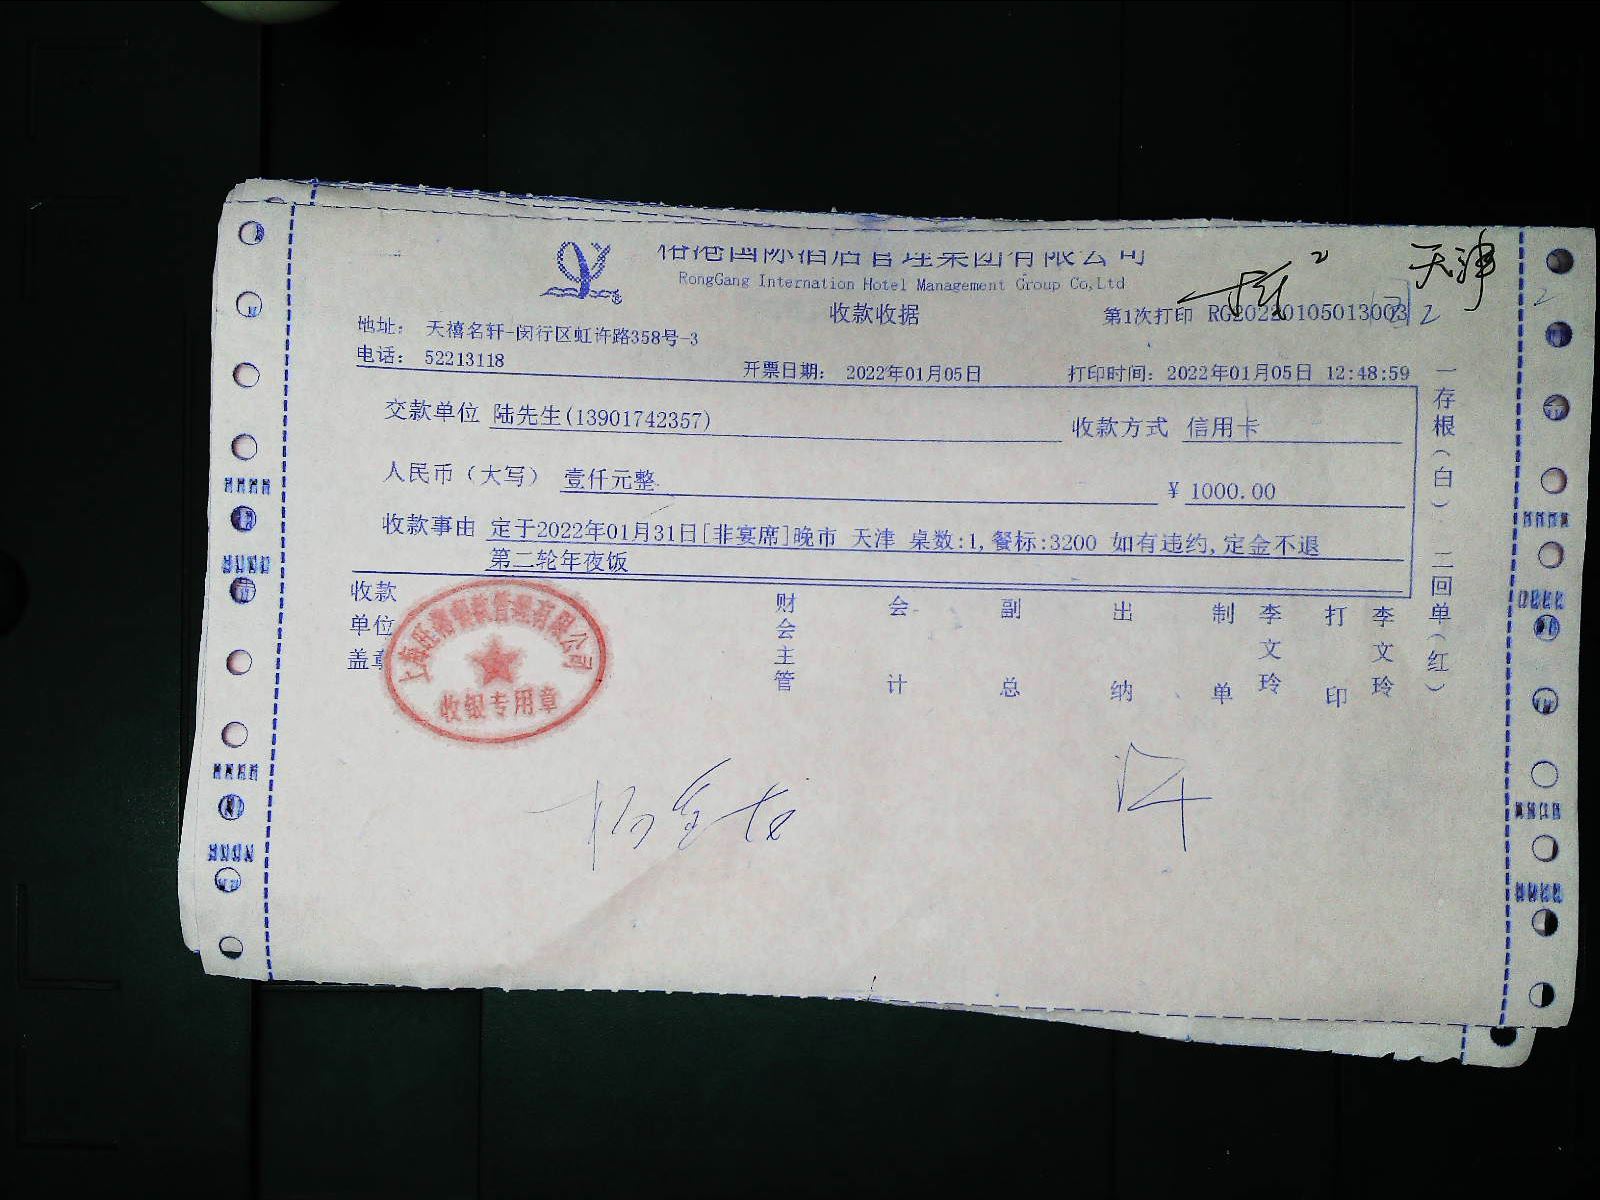 国际酒店管理集团有限公司
RongGang Internation Hotel Management Group Co,Ltd
天津
收款收据
第1次打印 RG20220105013003
2
地址: 天禧名轩-闵行区虹许路358号-3
电话: 52213118
开票日期: 2022年01月05日
打印时间: 2022年01月05日 12:48:59
交款单位 陆先生(13901742357)
收款方式 信用卡
人民币（大写） 壹仟元整
¥ 1000.00
收款事由 定于2022年01月31日[非宴席]晚市 天津 桌数:1,餐标:3200 如有违约,定金不退
第二轮年夜饭
一存根(白) 二回单(红)
收款单位盖章
财会主管
会计
副总
出纳
制单 李文玲
打印 李文玲
收银专用章